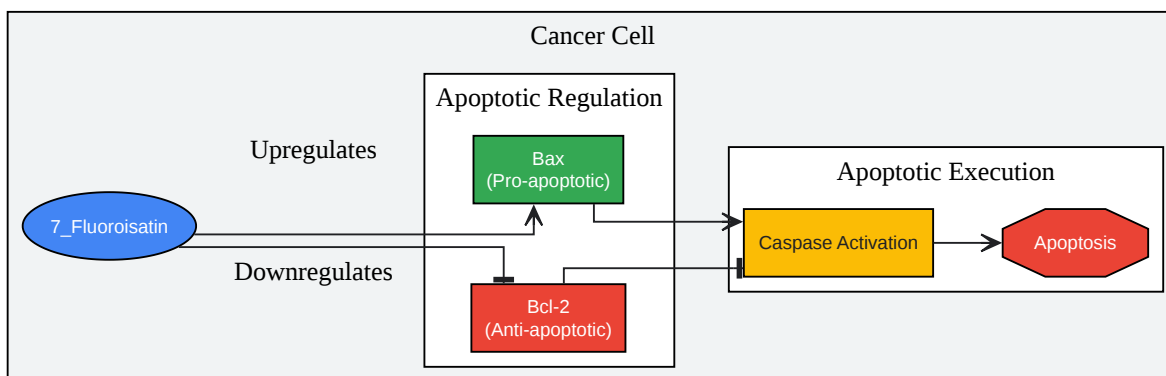 Cancer Cell
Apoptotic Regulation
Upregulates
Bax
(Pro-apoptotic)
Apoptotic Execution
7_Fluoroisatin
Caspase Activation
Apoptosis
Downregulates
Bcl-2
(Anti-apoptotic)